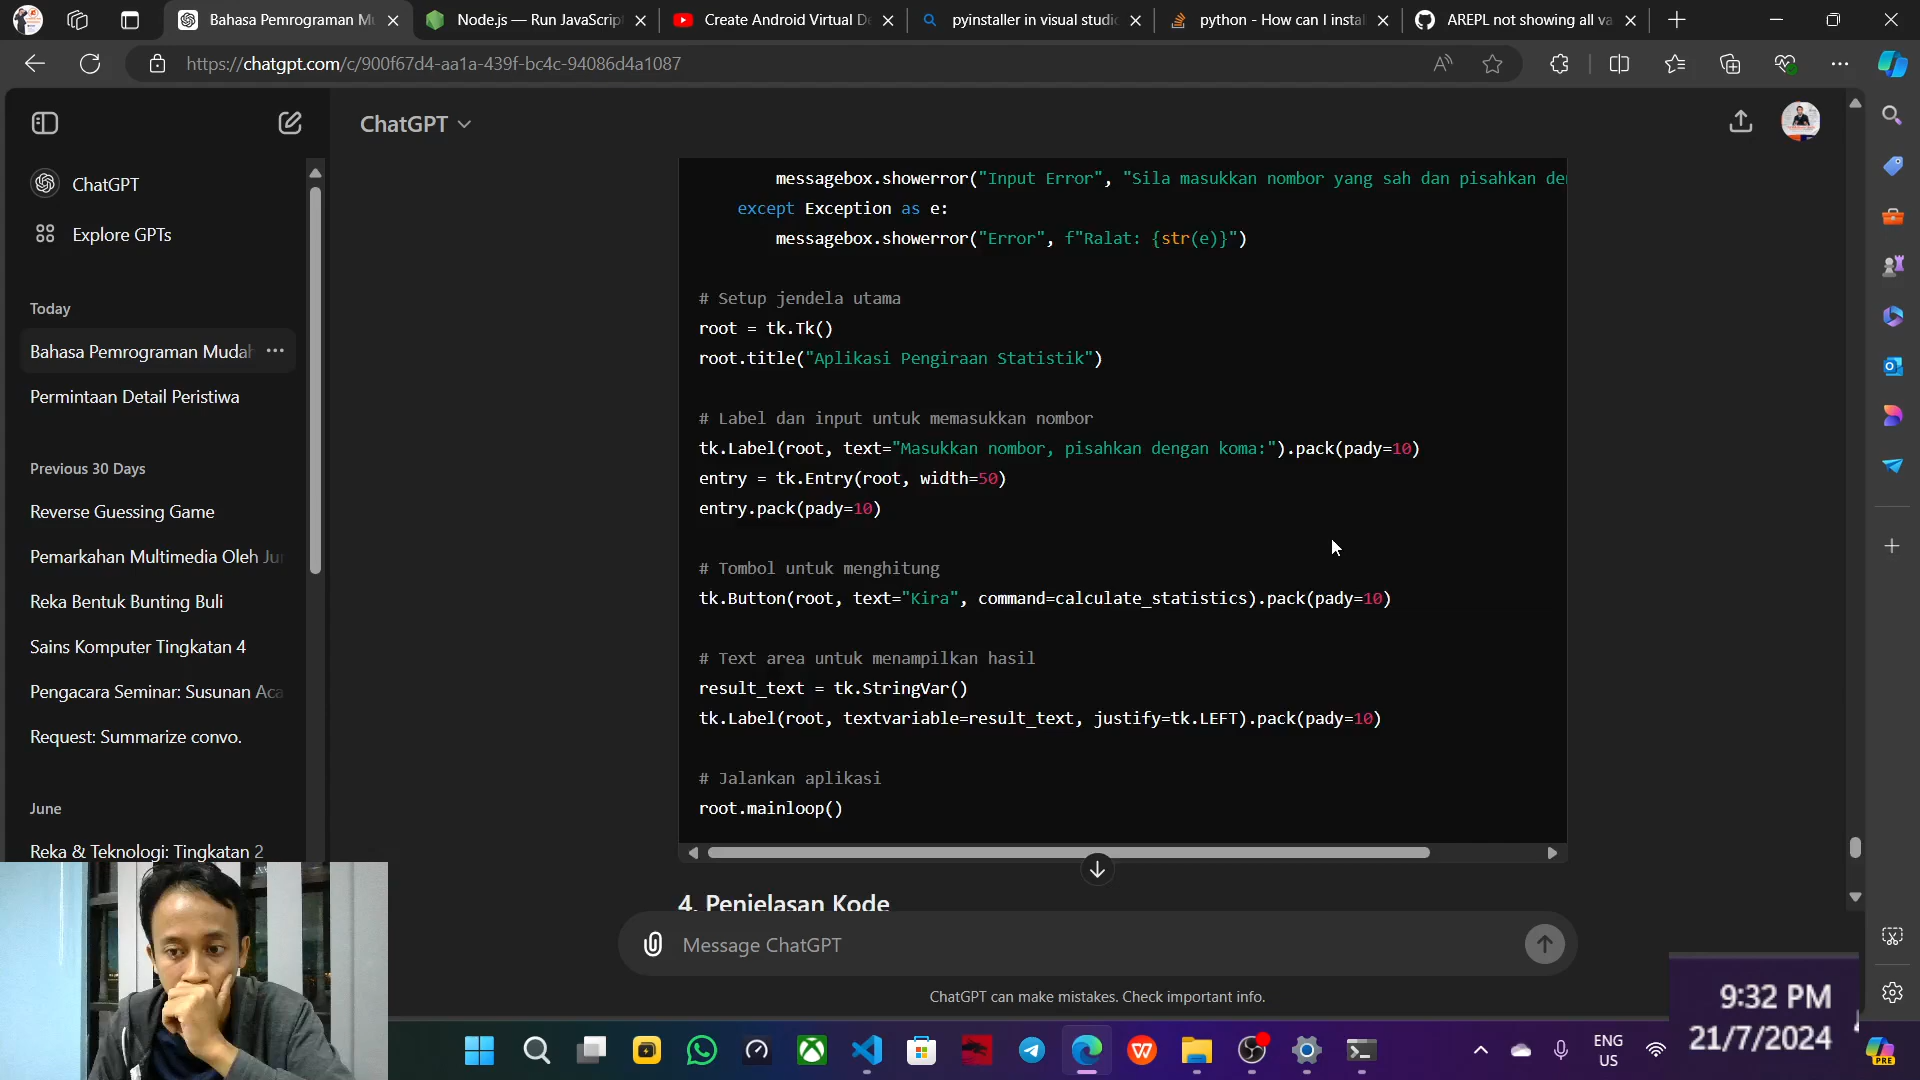 Bahasa Pemrograman Mu
Node.js — Run JavaScrip
Create Android Virtual De
pyinstaller in visual studio
python - How can I instal
AREPL not showing all va
https://chatgpt.com/c/900f67d4-aa1a-439f-bc4c-94086d4a1087
ChatGPT
ChatGPT
Explore GPTs
Today
Bahasa Pemrograman Mudah
Permintaan Detail Peristiwa
Previous 30 Days
Reverse Guessing Game
Pemarkahan Multimedia Oleh Jur
Reka Bentuk Bunting Buli
Sains Komputer Tingkatan 4
Pengacara Seminar: Susunan Aca
Request: Summarize convo.
June
Reka & Teknologi: Tingkatan 2
messagebox.showerror("Input Error", "Sila masukkan nombor yang sah dan pisahkan de
except Exception as e:
messagebox.showerror("Error", f"Ralat: {str(e)}")
# Setup jendela utama
root = tk.Tk()
root.title("Aplikasi Pengiraan Statistik")
# Label dan input untuk memasukkan nombor
tk.Label(root, text="Masukkan nombor, pisahkan dengan koma:").pack(pady=10)
entry = tk.Entry(root, width=50)
entry.pack(pady=10)
# Tombol untuk menghitung
tk.Button(root, text="Kira", command=calculate_statistics).pack(pady=10)
# Text area untuk menampilkan hasil
result_text = tk.StringVar()
tk.Label(root, textvariable=result_text, justify=tk.LEFT).pack(pady=10)
# Jalankan aplikasi
root.mainloop()
4. Penjelasan Kode
Message ChatGPT
ChatGPT can make mistakes. Check important info.
ENG
US
9:32 PM
21/7/2024
PRE